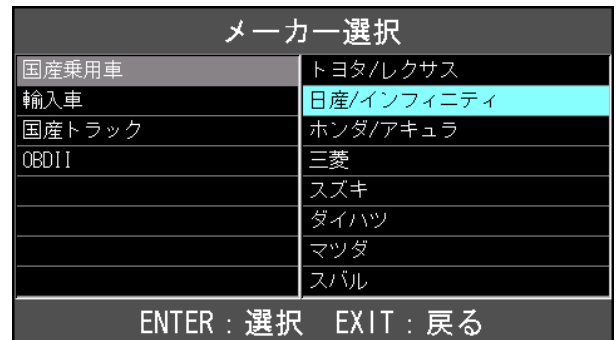 メーカー選択
国産乗用車
輸入車
国産トラック
OBDII
トヨタ/レクサス
日産/インフィニティ
ホンダ/アキュラ
三菱
スズキ
ダイハツ
マツダ
スバル
ENTER：選択　EXIT：戻る